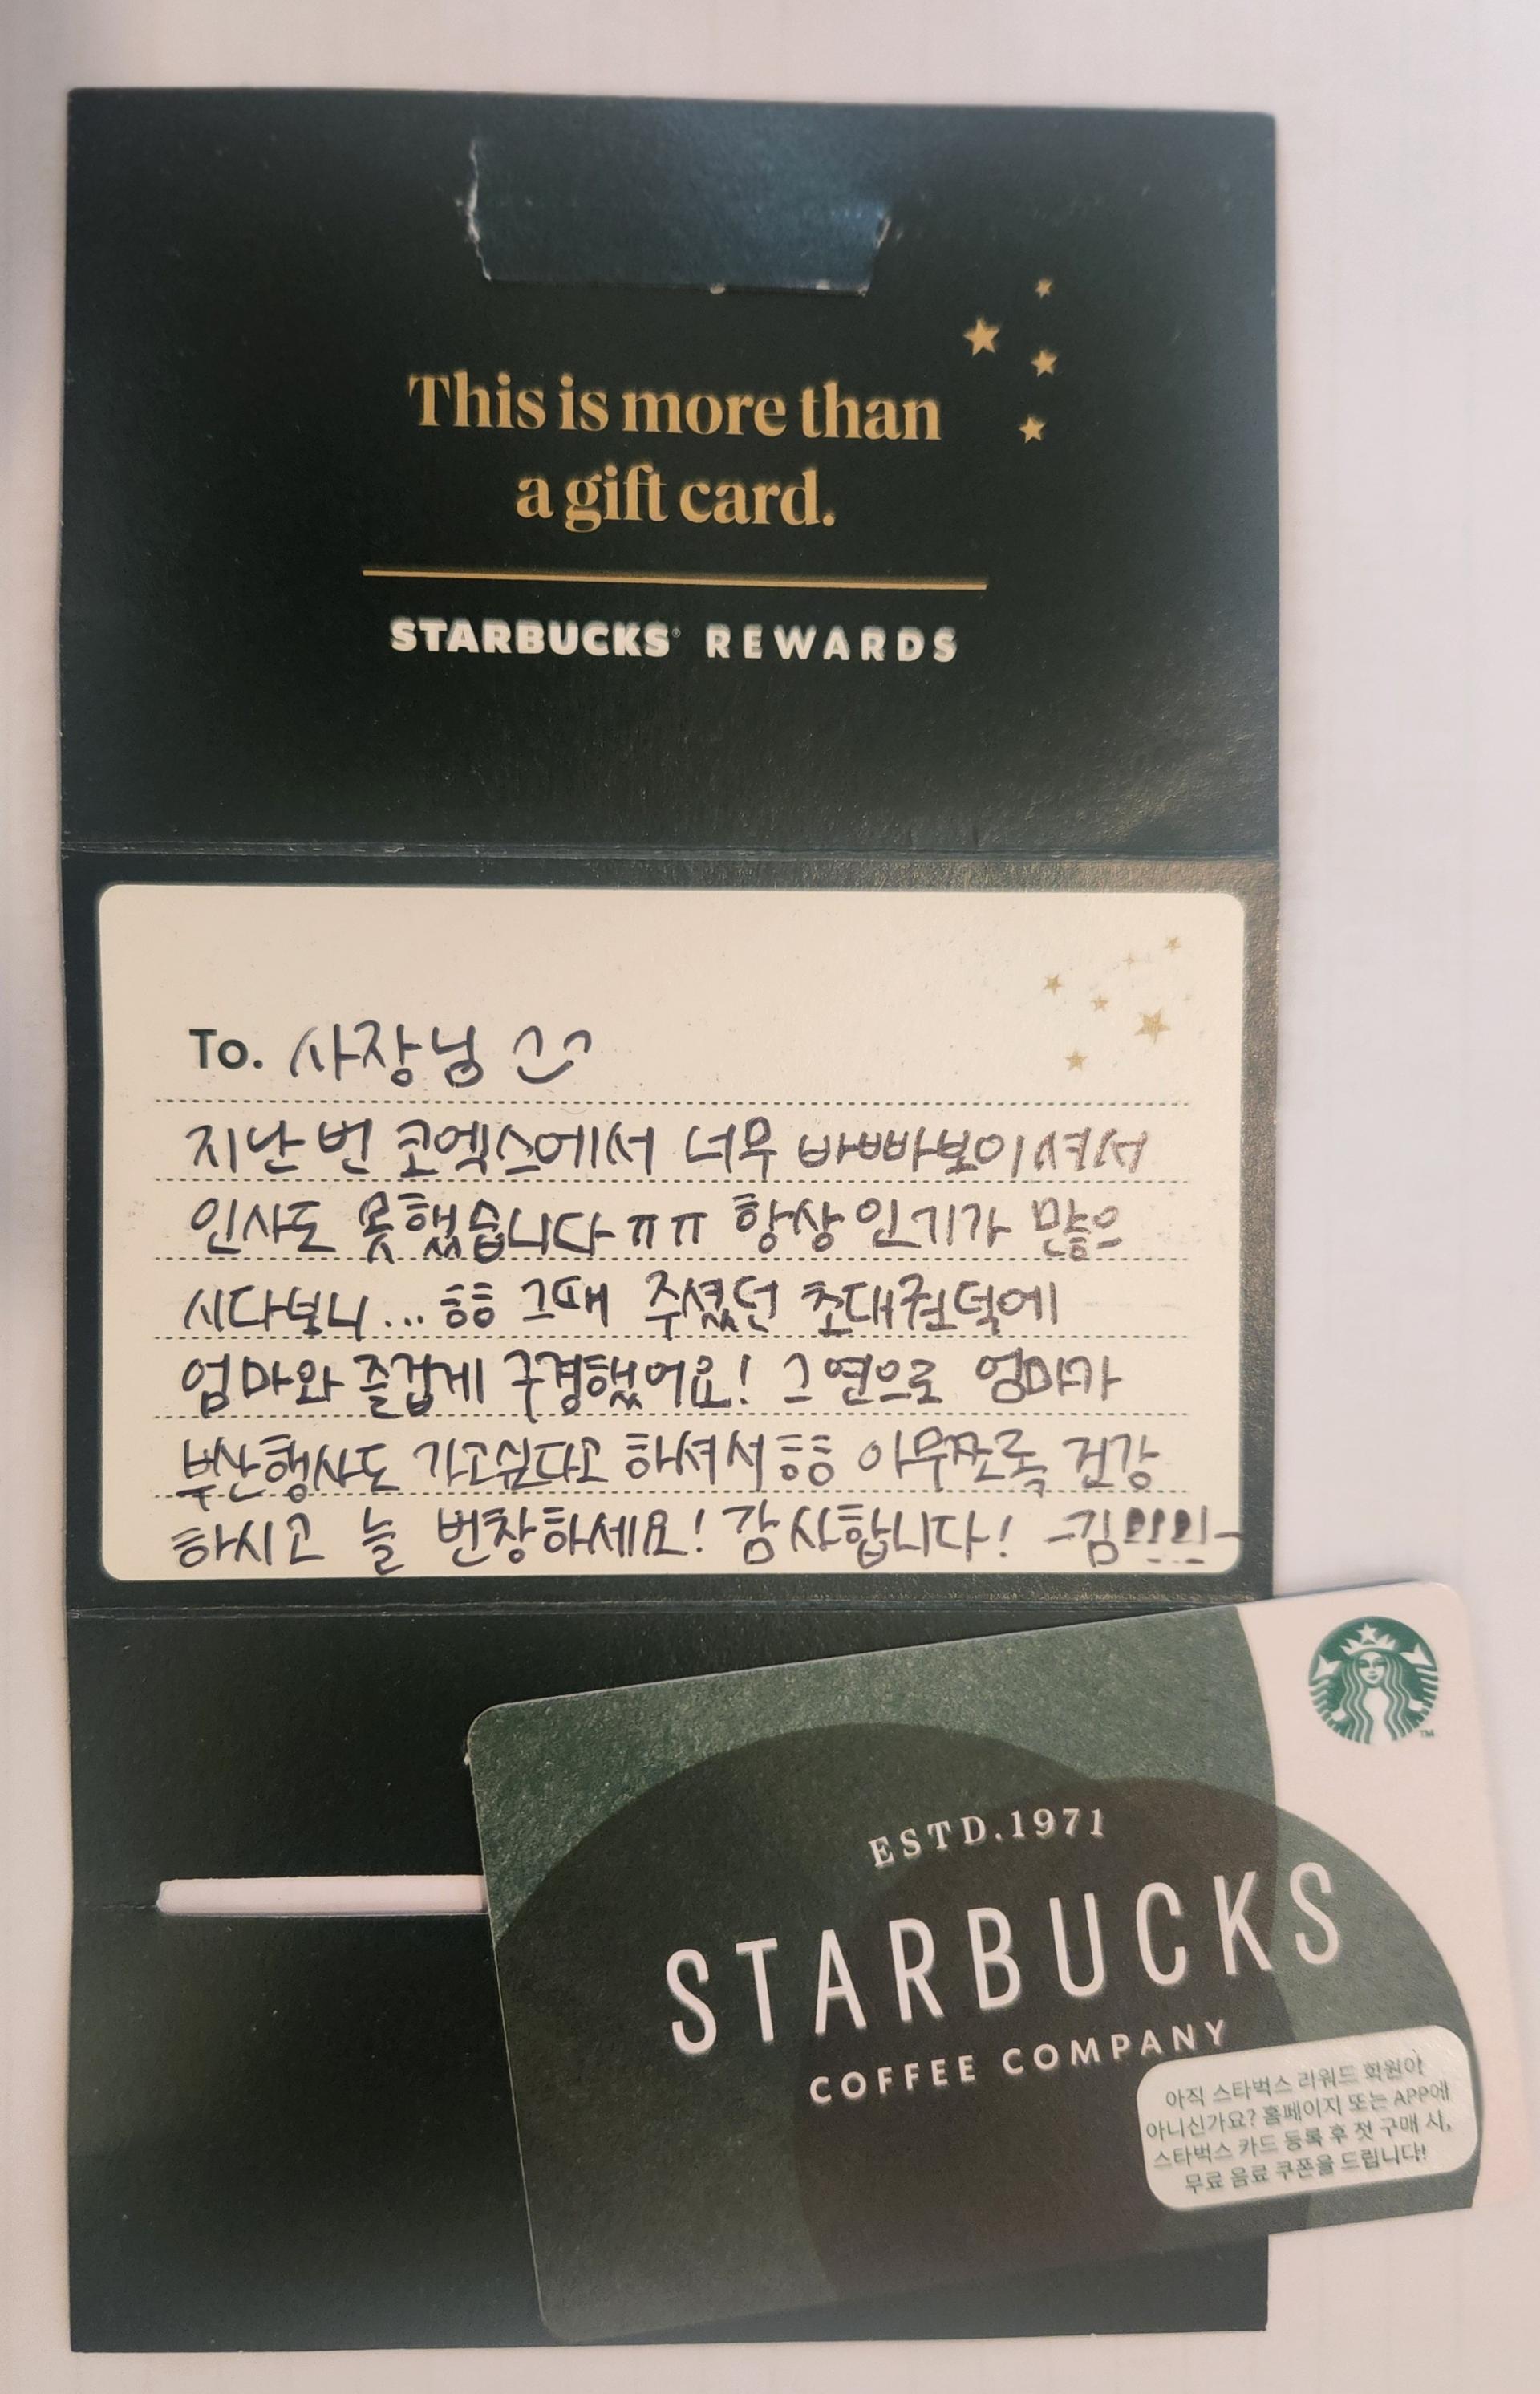 This is more than
a gift card.
STARBUCKS® REWARDS
To. 사장님
지난번 코엑스에서 너무 바빠보이셔서
인사도 못했습니다ㅠㅠ 항상 인기가 많으
시다보니... ㅎㅎ 그때 주셨던 초대권덕에
엄마와 즐겁게 구경했어요! 그 연으로 엄마가
부산행사도 가고싶다고 하셔서 ㅎㅎ 아무쪼록 건강
하시고 늘 번창하세요! 감사합니다! -김
TM
ESTD.1971
STARBUCKS
COFFEE COMPANY
아직 스타벅스 리워드 회원이
아니신가요? 홈페이지 또는 APP에
스타벅스 카드 등록 후 첫 구매 시,
무료 음료 쿠폰을 드립니다!